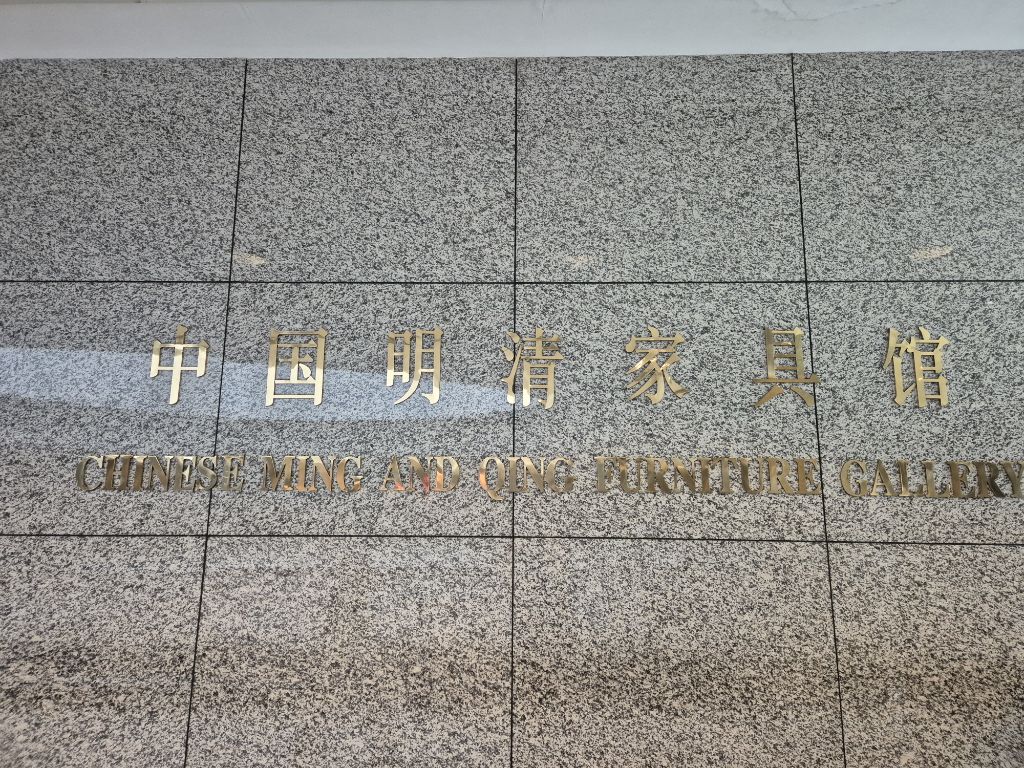 中国明清家具馆
CHINESE MING AND QING FURNITURE GALLERY